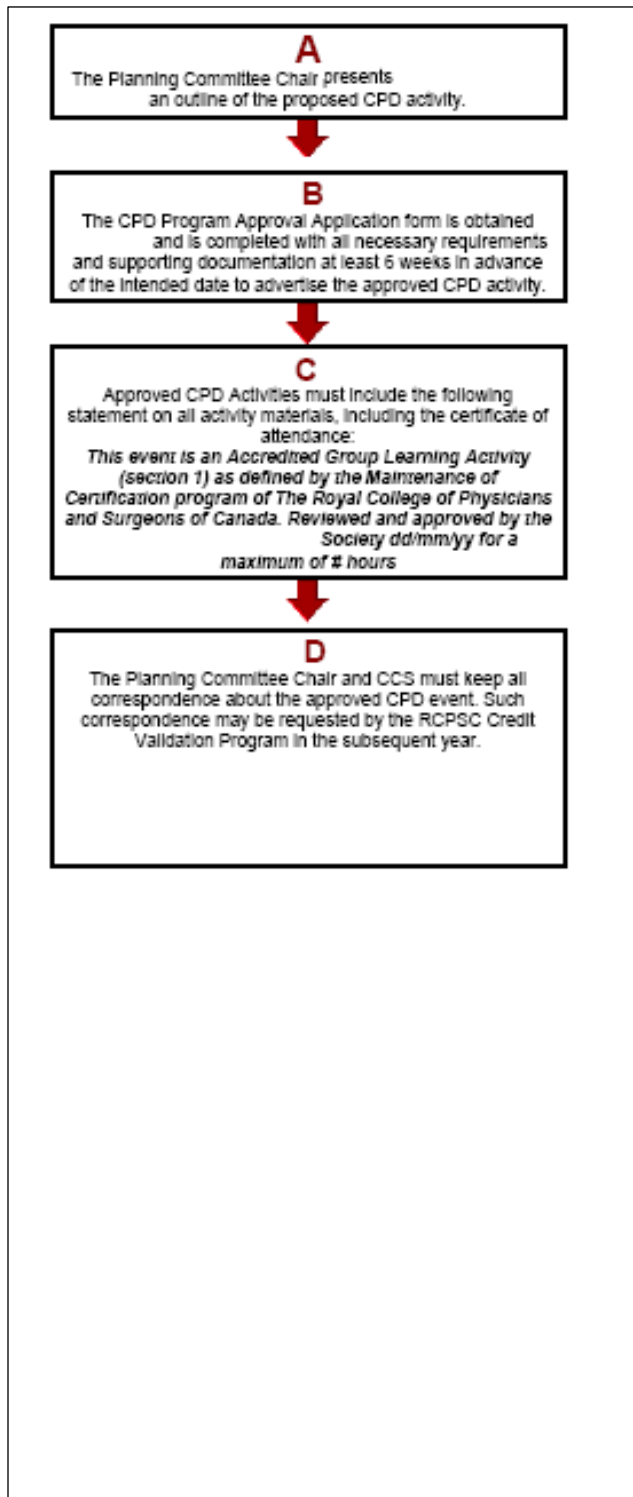 A
The Planning Committee Chair presents
an outline of the proposed CPD activity.
B
The CPD Program Approval Application form is obtained
and is completed with all necessary requirements
and supporting documentation at least 6 weeks in advance
of the intended date to advertise the approved CPD activity.
C
Approved CPD Activities must include the following
statement on all activity materials, including the certificate of
attendance:
This event is an Accredited Group Learning Activity
(section 1) as defined by the Maintenance of
Certification program of The Royal College of Physicians
and Surgeons of Canada. Reviewed and approved by the
Society dd/mm/yy for a
maximum of # hours
D
The Planning Committee Chair and CCS must keep all
correspondence about the approved CPD event. Such
correspondence may be requested by the RCPSC Credit
Validation Program in the subsequent year.